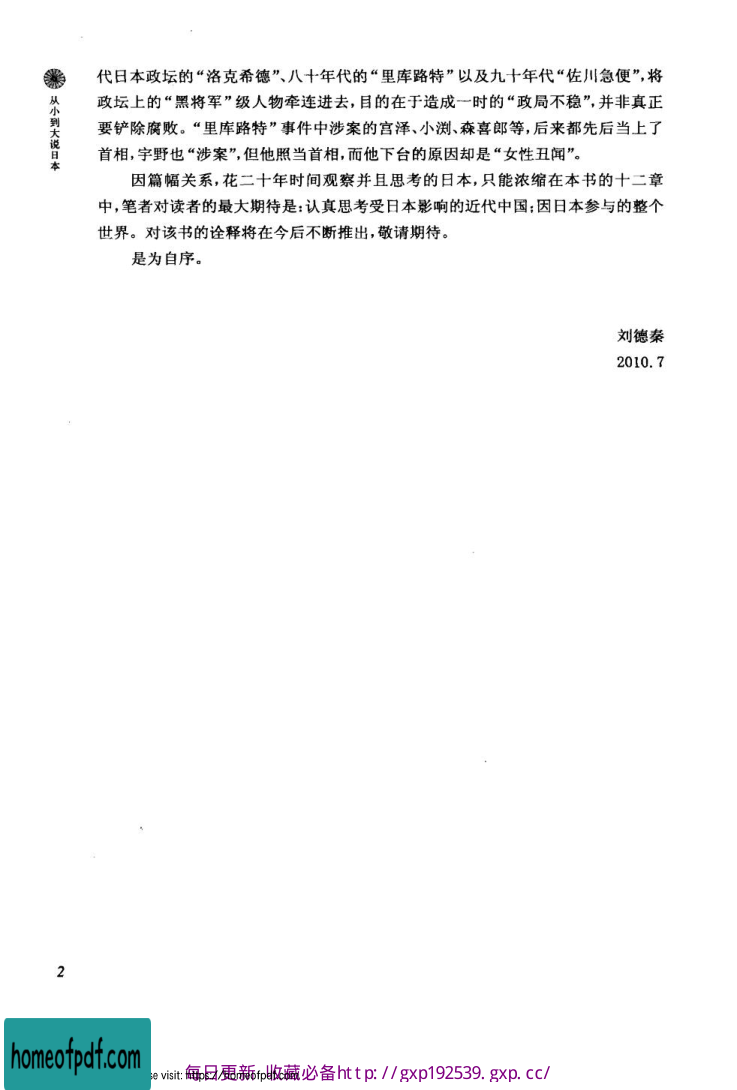 从小到大说日本
代日本政坛的“洛克希德”、八十年代的“里库路特”以及九十年代“佐川急便”,将
政坛上的“黑将军”级人物牵连进去,目的在于造成一时的“政局不稳”,并非真正
要铲除腐败。“里库路特”事件中涉案的宫泽、小渕、森喜郎等,后来都先后当上了
首相,宇野也“涉案”,但他照当首相,而他下台的原因却是“女性丑闻”。
因篇幅关系,花二十年时间观察并且思考的日本,只能浓缩在本书的十二章
中,笔者对读者的最大期待是:认真思考受日本影响的近代中国;因日本参与的整个
世界。对该书的诠释将在今后不断推出,敬请期待。
是为自序。
刘德秦
2010.7
2
homeofpdf.com
se visit: https://homeofpdf.com
每日更新,收藏必备http://gxp192539.gxp.cc/